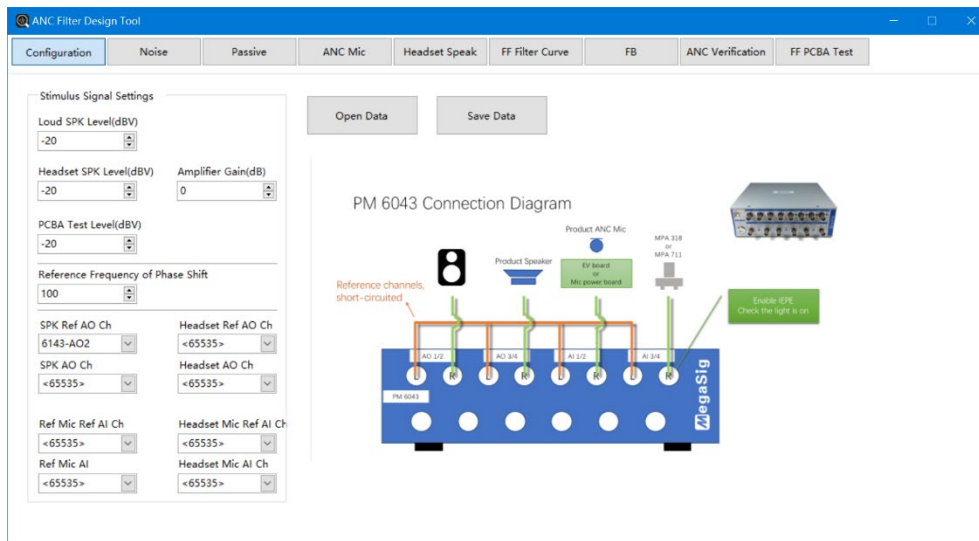 ANC Filter Design Tool
Configuration
Noise
Passive
ANC Mic
Headset Speak
FF Filter Curve
FB
ANC Verification
FF PCBA Test
Stimulus Signal Settings
Loud SPK Level(dBV)
-20
Headset SPK Level(dBV)
Amplifier Gain(dB)
-20
0
PCBA Test Level(dBV)
-20
Reference Frequency of Phase Shift
100
SPK Ref AO Ch
Headset Ref AO Ch
6143-AO2
<65535>
SPK AO Ch
Headset AO Ch
<65535>
<65535>
Ref Mic Ref AI Ch
Headset Mic Ref AI Ch
<65535>
<65535>
Ref Mic AI
Headset Mic AI Ch
<65535>
<65535>
Open Data
Save Data
PM 6043 Connection Diagram
Product ANC Mic
MPA 318
or
MPA 711
Product Speaker
EV board
or
Mic power board
Reference channels,
short-circuited
Enable IEPE
Check the light is on
AO 1/2
AO 3/4
AI 1/2
AI 3/4
L
R
L
R
L
R
L
R
PM 6043
MegaSig